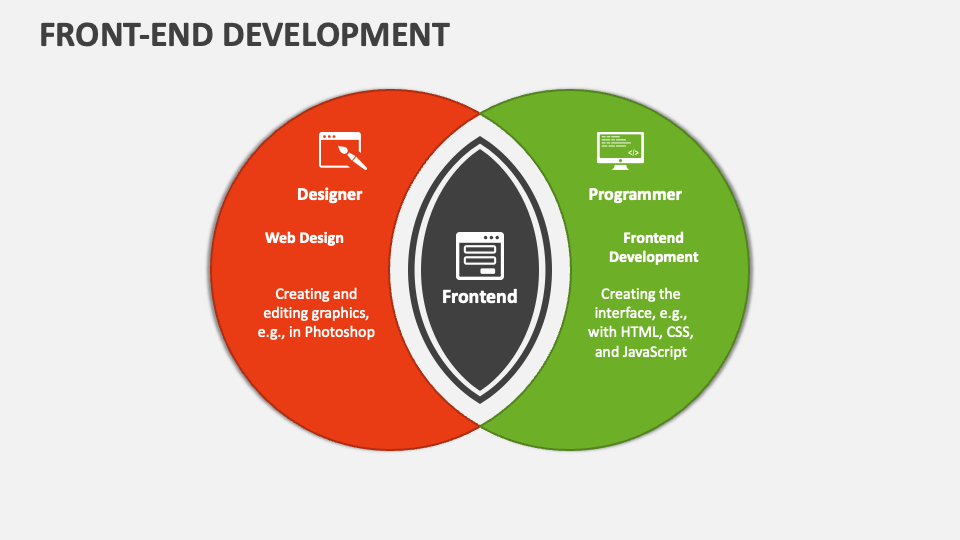 FRONT-END DEVELOPMENT
Designer
Web Design
Creating and
editing graphics,
e.g., in Photoshop
Frontend
</>
Programmer
Frontend
Development
Creating the
interface, e.g.,
with HTML, CSS,
and JavaScript